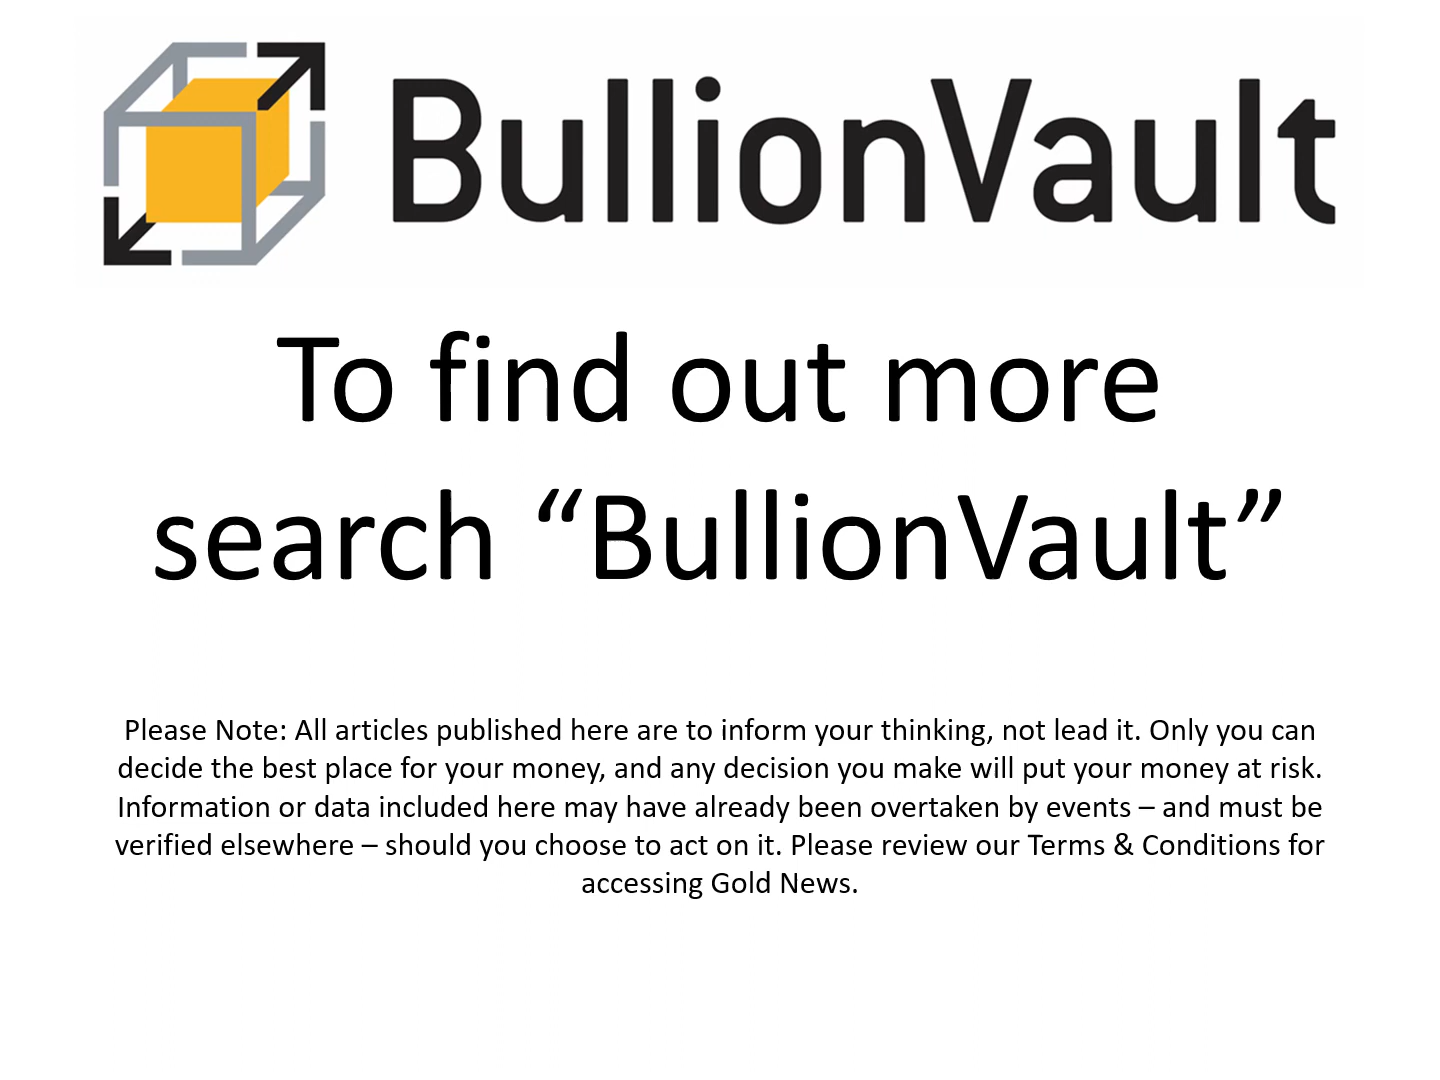 BullionVault
To find out more
search “BullionVault”
Please Note: All articles published here are to inform your thinking, not lead it. Only you can
decide the best place for your money, and any decision you make will put your money at risk.
Information or data included here may have already been overtaken by events – and must be
verified elsewhere – should you choose to act on it. Please review our Terms & Conditions for
accessing Gold News.